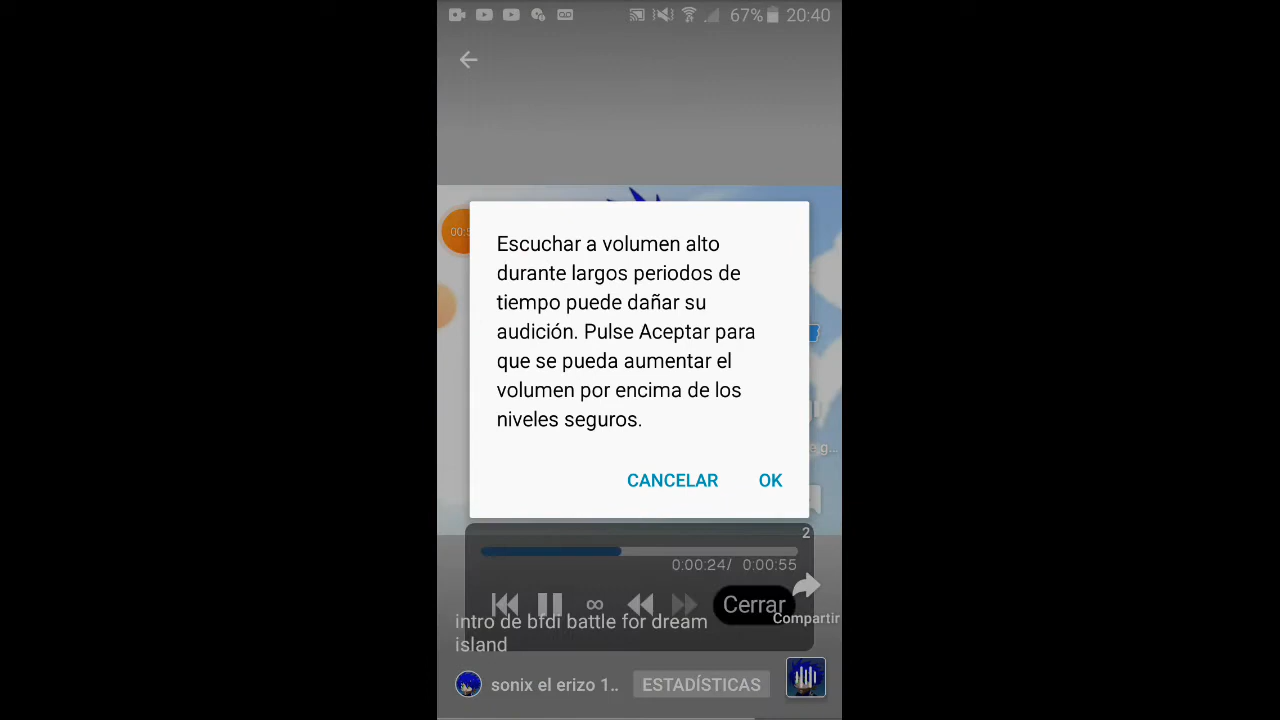 67% 20:40
00:5
Escuchar a volumen alto
durante largos periodos de
tiempo puede dañar su
audición. Pulse Aceptar para
que se pueda aumentar el
volumen por encima de los
niveles seguros.
CANCELAR OK
e g...
2
0:00:24/ 0:00:55
Cerrar
Compartir
intro de bfdi battle for dream
island
sonix el erizo 1.. ESTADÍSTICAS